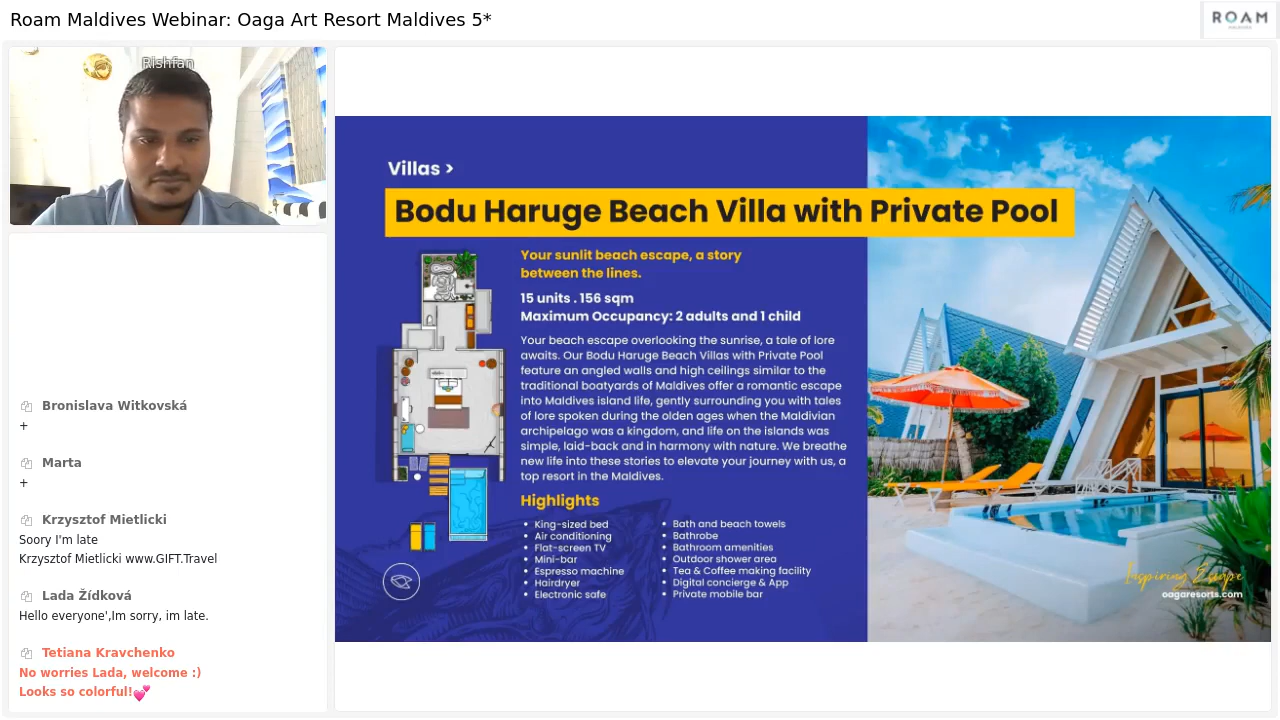 Roam Maldives Webinar: Oaga Art Resort Maldives 5*
ROAM
Rishfan
Bronislava Witkovská
+
Marta
+
Krzysztof Mietlicki
Soory I'm late
Krzysztof Mietlicki www.GIFT.Travel
Lada Žídková
Hello everyone',Im sorry, im late.
Tetiana Kravchenko
No worries Lada, welcome :)
Looks so colorful!💕
Villas >
Bodu Haruge Beach Villa with Private Pool
Your sunlit beach escape, a story
between the lines.
15 units . 156 sqm
Maximum Occupancy: 2 adults and 1 child
Your beach escape overlooking the sunrise, a tale of lore
awaits. Our Bodu Haruge Beach Villas with Private Pool
feature an angled walls and high ceilings similar to the
traditional boatyards of Maldives offer a romantic escape
into Maldives island life, gently surrounding you with tales
of lore spoken during the olden ages when the Maldivian
archipelago was a kingdom, and life on the islands was
simple, laid-back and in harmony with nature. We breathe
new life into these stories to elevate your journey with us, a
top resort in the Maldives.
Highlights
• King-sized bed
• Air conditioning
• Flat-screen TV
• Mini-bar
• Espresso machine
• Hairdryer
• Electronic safe
• Bath and beach towels
• Bathrobe
• Bathroom amenities
• Outdoor shower area
• Tea & Coffee making facility
• Digital concierge & App
• Private mobile bar
Inspiring Escape
oagaresorts.com